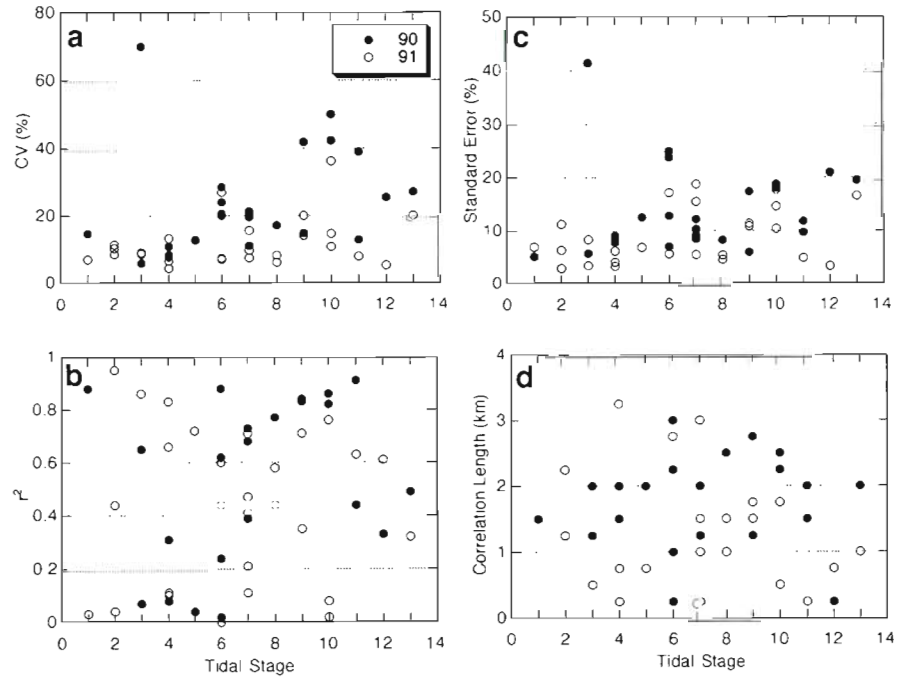 a
80
60
40
20
0
CV (%)
90
91
0 2 4 6 8 10 12 14
c
50
40
30
20
10
0
Standard Error (%)
0 2 4 6 8 10 12 14
b
1
0.8
0.6
0.4
0 2
0
r²
0 2 4 6 8 10 12 14
Tidal Stage
d
4
3
2
1
0
Correlation Length (km)
0 2 4 6 8 10 12 14
Tidal Stage